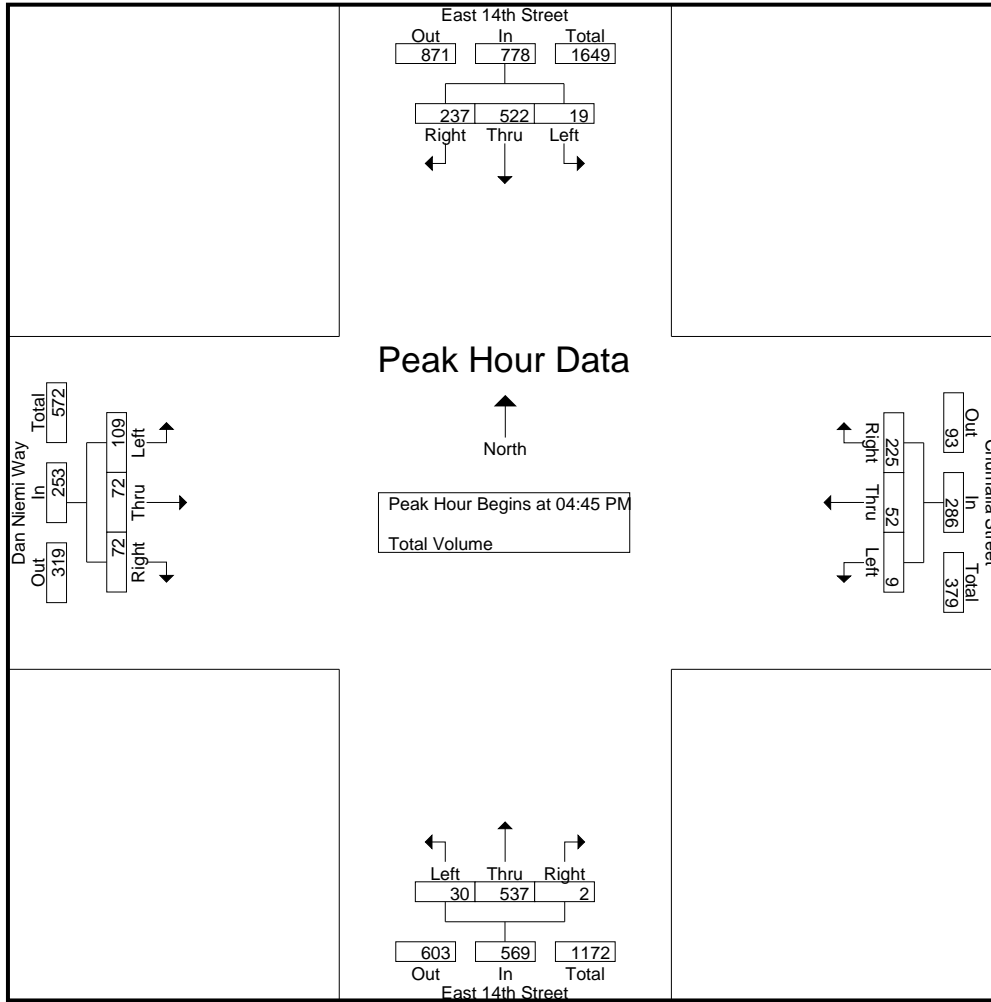 East 14th Street
Out In Total
871 778 1649
237 522 19
Right Thru Left
Peak Hour Data
North
Peak Hour Begins at 04:45 PM
Total Volume
Dan Niemi Way
Out In Total
319 253 572
Right Thru Left
72 72 109
Street
Out In Total
93 286 379
Right Thru Left
225 52 9
Left Thru Right
30 537 2
603 569 1172
Out In Total
East 14th Street